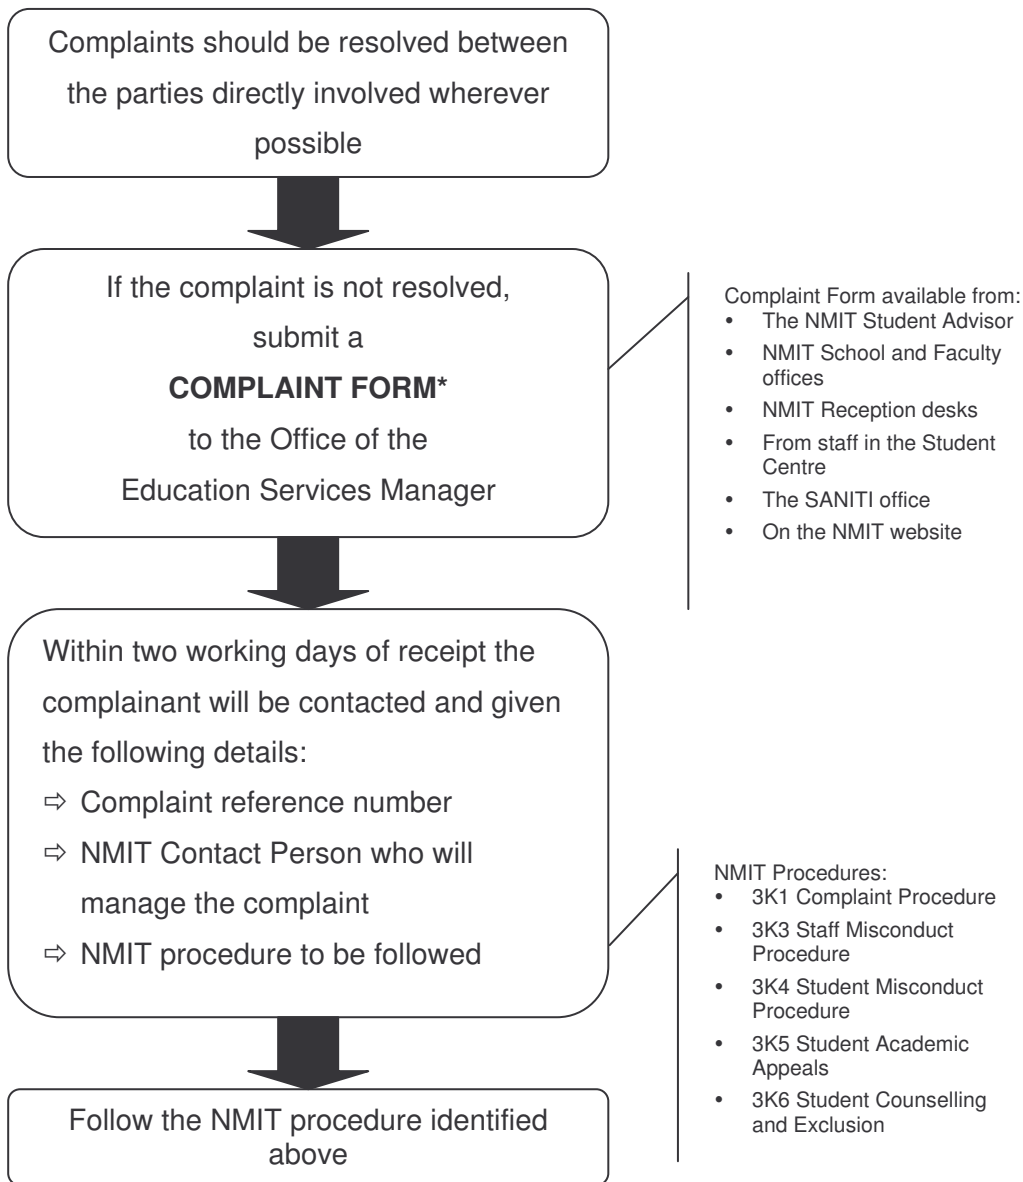 Complaints should be resolved between
the parties directly involved wherever
possible
If the complaint is not resolved,
submit a
COMPLAINT FORM*
to the Office of the
Education Services Manager
Complaint Form available from:
• The NMIT Student Advisor
• NMIT School and Faculty
offices
• NMIT Reception desks
• From staff in the Student
Centre
• The SANITI office
• On the NMIT website
Within two working days of receipt the
complainant will be contacted and given
the following details:
⇨ Complaint reference number
⇨ NMIT Contact Person who will
manage the complaint
⇨ NMIT procedure to be followed
NMIT Procedures:
• 3K1 Complaint Procedure
• 3K3 Staff Misconduct
Procedure
• 3K4 Student Misconduct
Procedure
• 3K5 Student Academic
Appeals
• 3K6 Student Counselling
and Exclusion
Follow the NMIT procedure identified
above